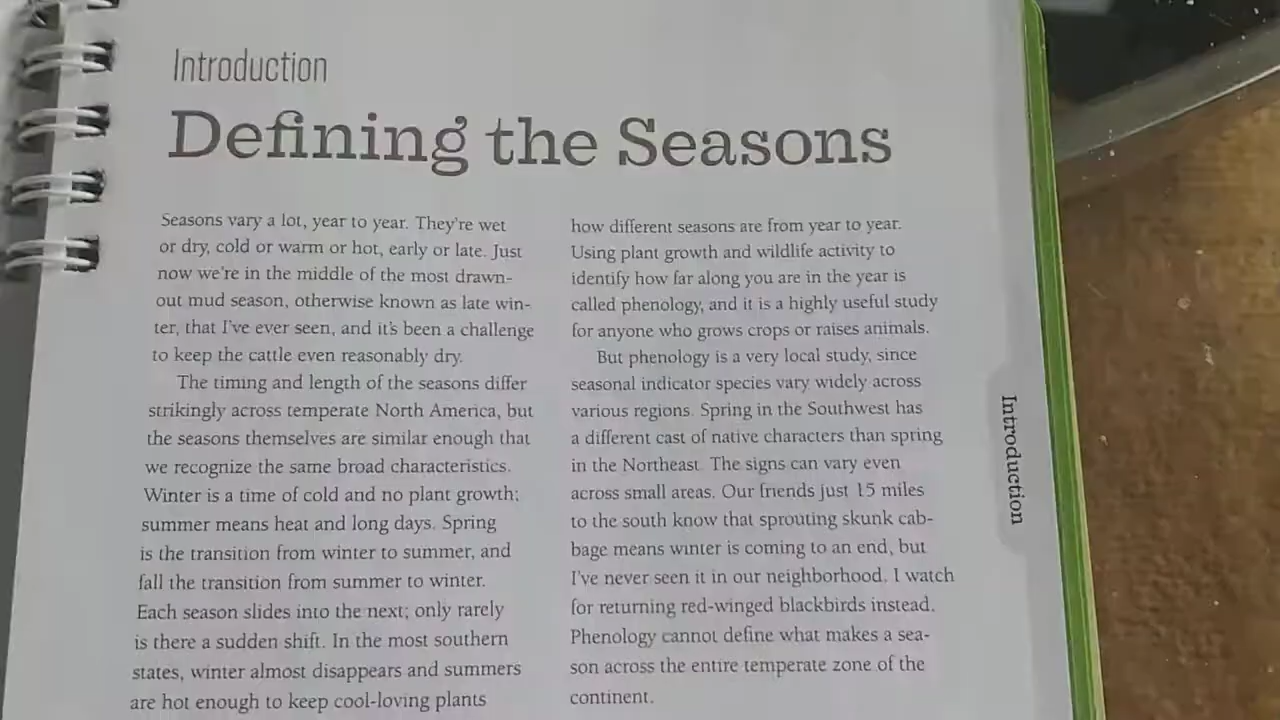 Introduction
Defining the Seasons
Seasons vary a lot, year to year. They're wet
or dry, cold or warm or hot, early or late. Just
now we're in the middle of the most drawn-
out mud season, otherwise known as late win-
ter, that I've ever seen, and it's been a challenge
to keep the cattle even reasonably dry.
The timing and length of the seasons differ
strikingly across temperate North America, but
the seasons themselves are similar enough that
we recognize the same broad characteristics.
Winter is a time of cold and no plant growth;
summer means heat and long days. Spring
is the transition from winter to summer, and
fall the transition from summer to winter.
Each season slides into the next; only rarely
is there a sudden shift. In the most southern
states, winter almost disappears and summers
are hot enough to keep cool-loving plants
how different seasons are from year to year.
Using plant growth and wildlife activity to
identify how far along you are in the year is
called phenology, and it is a highly useful study
for anyone who grows crops or raises animals.
But phenology is a very local study, since
seasonal indicator species vary widely across
various regions. Spring in the Southwest has
a different cast of native characters than spring
in the Northeast. The signs can vary even
across small areas. Our friends just 15 miles
to the south know that sprouting skunk cab-
bage means winter is coming to an end, but
I've never seen it in our neighborhood. I watch
for returning red-winged blackbirds instead.
Phenology cannot define what makes a sea-
son across the entire temperate zone of the
continent.
Introduction